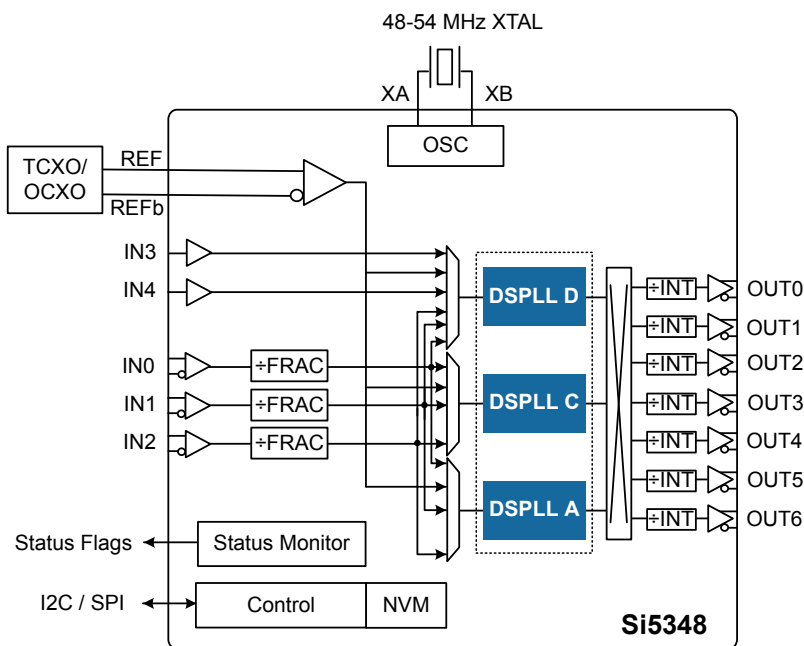 48-54 MHz XTAL
XA
XB
OSC
TCXO/
OCXO
REF
REFb
IN3
IN4
IN0
IN1
IN2
÷FRAC
÷FRAC
÷FRAC
DSPLL D
DSPLL C
DSPLL A
÷INT
OUT0
÷INT
OUT1
÷INT
OUT2
÷INT
OUT3
÷INT
OUT4
÷INT
OUT5
÷INT
OUT6
Status Flags
Status Monitor
I2C / SPI
Control
NVM
Si5348